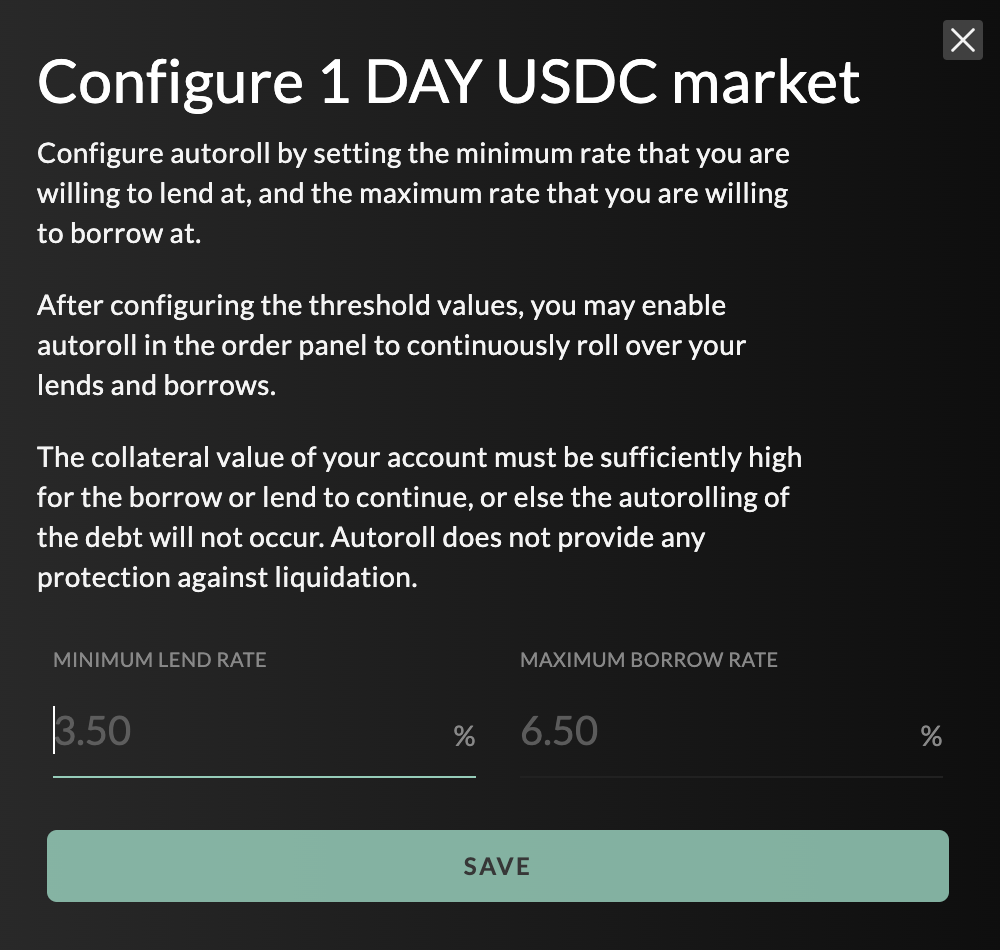 Configure 1 DAY USDC market
Configure autoroll by setting the minimum rate that you are
willing to lend at, and the maximum rate that you are willing
to borrow at.
After configuring the threshold values, you may enable
autoroll in the order panel to continuously roll over your
lends and borrows.
The collateral value of your account must be sufficiently high
for the borrow or lend to continue, or else the autorolling of
the debt will not occur. Autoroll does not provide any
protection against liquidation.
MINIMUM LEND RATE
3.50 %
MAXIMUM BORROW RATE
6.50 %
SAVE